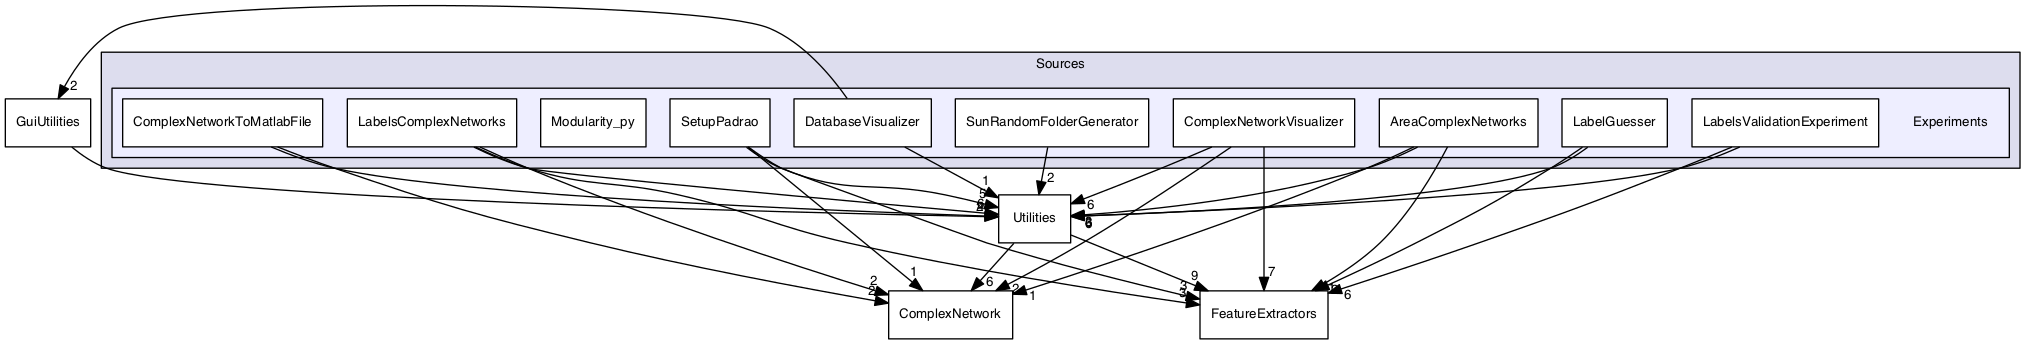 Sources
GuiUtilities
ComplexNetworkToMatlabFile
LabelsComplexNetworks
Modularity_py
SetupPadrao
DatabaseVisualizer
SunRandomFolderGenerator
ComplexNetworkVisualizer
AreaComplexNetworks
LabelGuesser
LabelsValidationExperiment
Experiments
2
1
2
5
6
6
Utilities
1
2
6
9
7
2
1
6
ComplexNetwork
FeatureExtractors